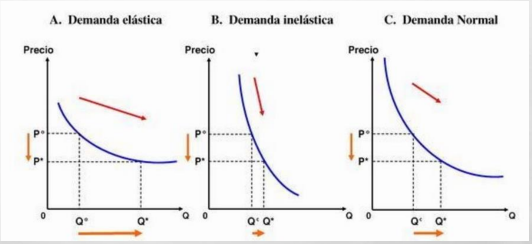 A. Demanda elástica
B. Demanda inelástica
C. Demanda Normal
Precio
Precio
Precio
P°
P*
P°
P*
P°
P*
0
Q°
Q*
Q
0
Q*
Q
0
Q*
Q